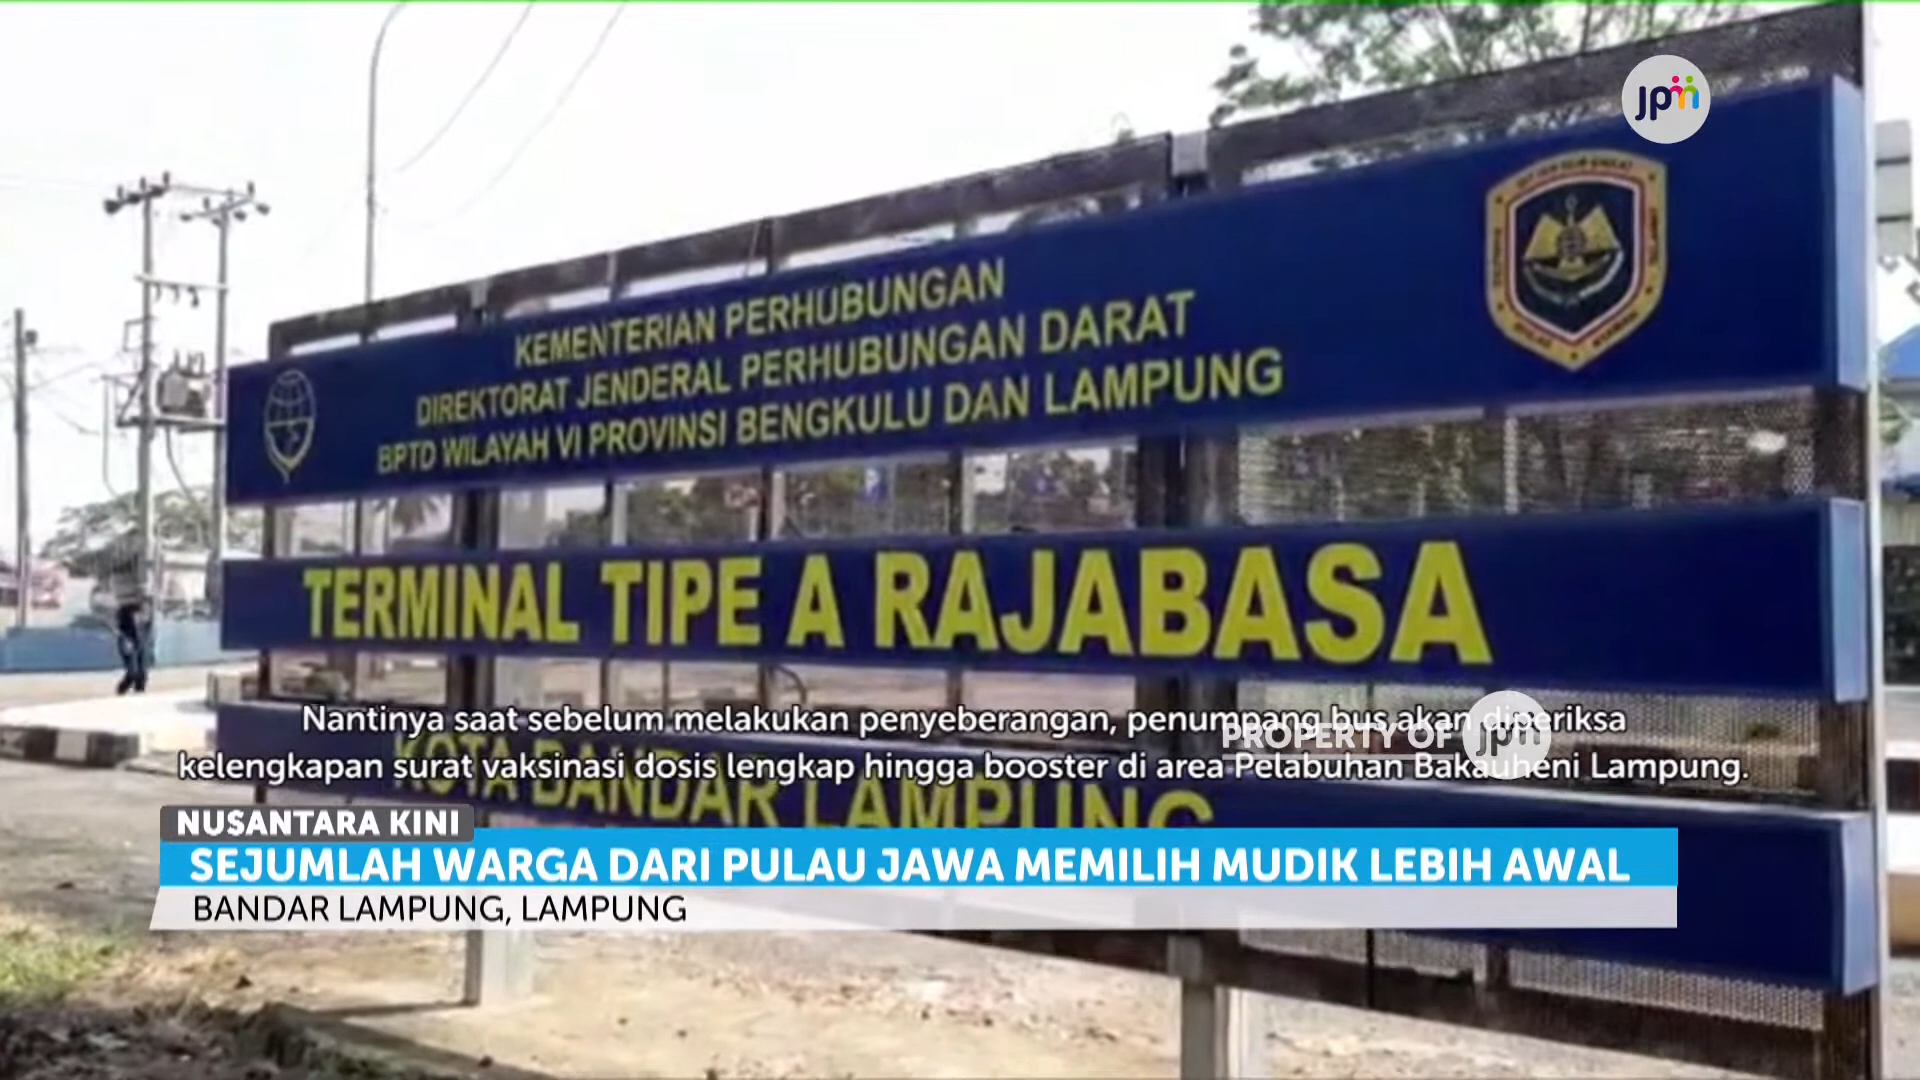 jpm
KEMENTERIAN PERHUBUNGAN
DIREKTORAT JENDERAL PERHUBUNGAN DARAT
BPTD WILAYAH VI PROVINSI BENGKULU DAN LAMPUNG
TERMINAL TIPE A RAJABASA
KOTA BANDAR LAMPUNG
Nantinya saat sebelum melakukan penyeberangan, penumpang bus akan diperiksa
kelengkapan surat vaksinasi dosis lengkap hingga booster di area Pelabuhan Bakauheni Lampung.
PROPERTY OF jpm
NUSANTARA KINI
SEJUMLAH WARGA DARI PULAU JAWA MEMILIH MUDIK LEBIH AWAL
BANDAR LAMPUNG, LAMPUNG